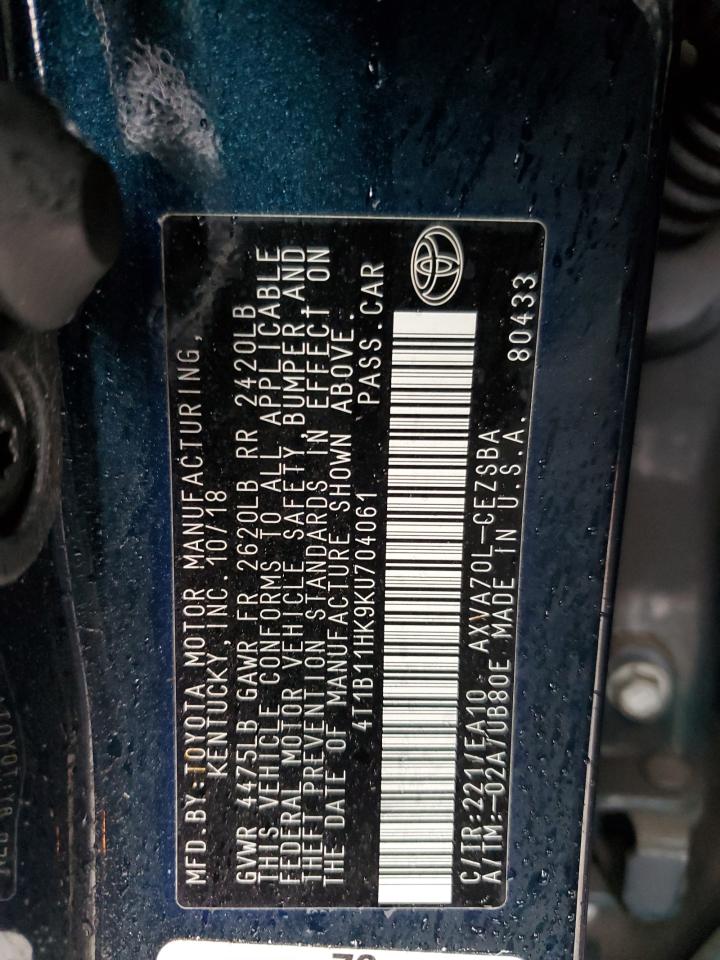 MFD.BY:TOYOTA MOTOR MANUFACTURING,
KENTUCKY, INC. 10/18
GVWR 4475LB GAWR FR 2620LB RR 2420LB
THIS VEHICLE CONFORMS TO ALL APPLICABLE
FEDERAL MOTOR VEHICLE SAFETY, BUMPER, AND
THEFT PREVENTION STANDARDS IN EFFECT ON
THE DATE OF MANUFACTURE SHOWN ABOVE.
4T1B11HK9KU704061 PASS.CAR
C/TR:221/EA10 AXVA70L-CEZSBA
A/TM:-02A/UB80E MADE IN U.S.A. 80433